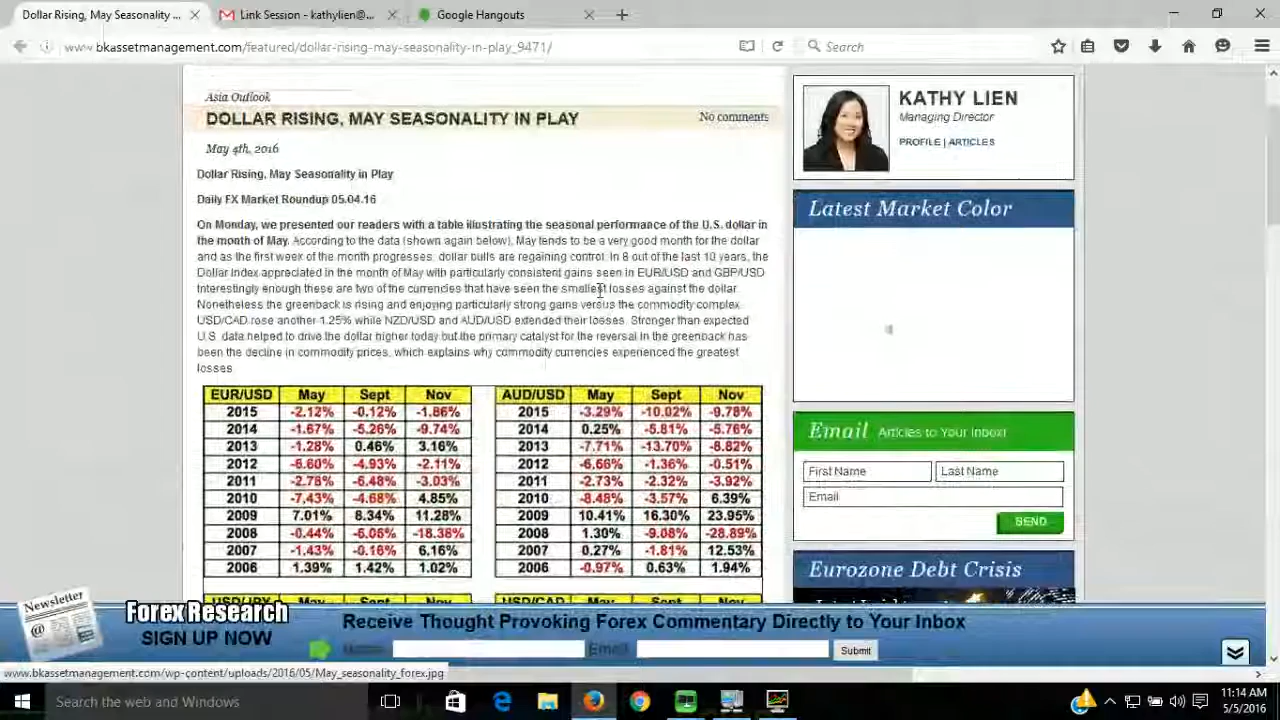 Dollar Rising, May Seasonality ...
Link Session - kathylien@...
Google Hangouts
www.bkassetmanagement.com/featured/dollar-rising-may-seasonality-in-play_9471/
Search
Asia Outlook
DOLLAR RISING, MAY SEASONALITY IN PLAY
No comments
May 4th, 2016
Dollar Rising, May Seasonality in Play
Daily FX Market Roundup 05.04.16
On Monday, we presented our readers with a table illustrating the seasonal performance of the U.S. dollar in
the month of May. According to the data (shown again below), May tends to be a very good month for the dollar
and as the first week of the month progresses, dollar bulls are regaining control. In 8 out of the last 10 years, the
Dollar Index appreciated in the month of May with particularly consistent gains seen in EUR/USD and GBP/USD
Interestingly enough these are two of the currencies that have seen the smallest losses against the dollar.
Nonetheless the greenback is rising and enjoying particularly strong gains versus the commodity complex.
USD/CAD rose another 1.25% while NZD/USD and AUD/USD extended their losses. Stronger than expected
U.S. data helped to drive the dollar higher today but the primary catalyst for the reversal in the greenback has
been the decline in commodity prices, which explains why commodity currencies experienced the greatest
losses.
EUR/USD May Sept Nov
2015 -2.12% -0.12% -1.86%
2014 -1.67% -5.26% -9.74%
2013 -1.28% 0.46% 3.16%
2012 -6.60% -4.93% -2.11%
2011 -2.78% -6.48% -3.03%
2010 -7.43% -4.68% 4.85%
2009 7.01% 8.34% 11.28%
2008 -0.44% -6.06% -18.36%
2007 -1.43% -0.16% 6.16%
2006 1.39% 1.42% 1.02%
AUD/USD May Sept Nov
2015 -3.29% -10.02% -9.78%
2014 0.25% -5.81% -5.76%
2013 -7.71% -13.70% -8.82%
2012 -6.66% -1.36% -0.51%
2011 -2.73% -2.32% -3.92%
2010 -8.48% -3.57% 6.39%
2009 10.41% 16.30% 23.95%
2008 1.30% -9.08% -28.89%
2007 0.27% -1.81% 12.53%
2006 -0.97% 0.63% 1.94%
USD/JPY May Sept Nov
USD/CAD May Sept Nov
KATHY LIEN
Managing Director
PROFILE | ARTICLES
Latest Market Color
Email Articles to Your Inbox!
First Name
Last Name
Email
SEND
Eurozone Debt Crisis
Newsletter
@
Forex Research
SIGN UP NOW
Receive Thought Provoking Forex Commentary Directly to Your Inbox
Name
Email
Submit
www.bkassetmanagement.com/wp-content/uploads/2016/05/May_seasonality_forex.jpg
Search the web and Windows
11:14 AM
5/5/2016